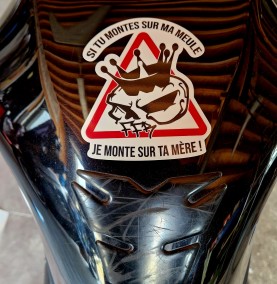 SI TU MONTES SUR MA MEULE
JE MONTE SUR TA MÈRE !